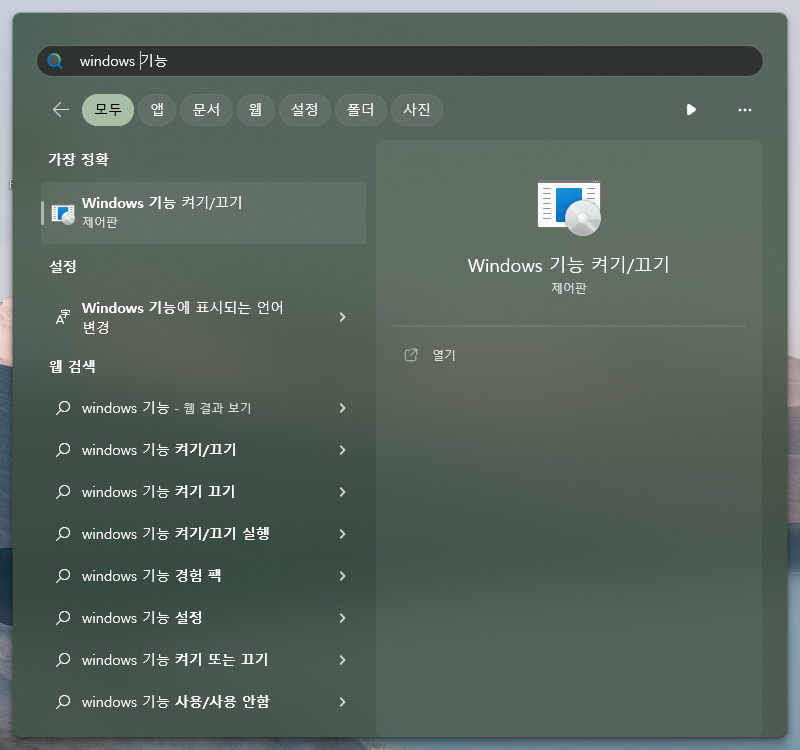 windows 기능
모두 앱 문서 웹 설정 폴더 사진
가장 정확
Windows 기능 켜기/끄기
제어판
설정
Windows 기능에 표시되는 언어
변경
웹 검색
windows 기능 - 웹 결과 보기
windows 기능 켜기/끄기
windows 기능 켜기 끄기
windows 기능 켜기/끄기 실행
windows 기능 경험 팩
windows 기능 설정
windows 기능 켜기 또는 끄기
windows 기능 사용/사용 안함
Windows 기능 켜기/끄기
제어판
열기